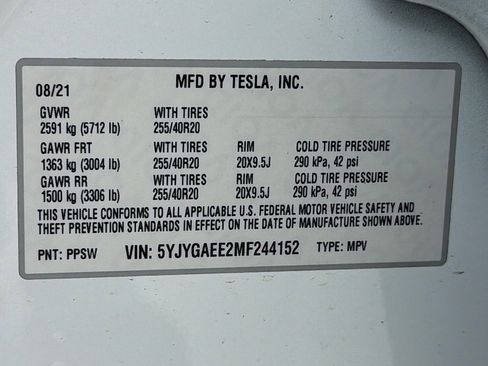 MFD BY TESLA, INC.
08/21
GVWR WITH TIRES
2591 kg (5712 lb) 255/40R20
GAWR FRT WITH TIRES RIM COLD TIRE PRESSURE
1363 kg (3004 lb) 255/40R20 20X9.5J 290 kPa, 42 psi
GAWR RR WITH TIRES RIM COLD TIRE PRESSURE
1500 kg (3306 lb) 255/40R20 20X9.5J 290 kPa, 42 psi
THIS VEHICLE CONFORMS TO ALL APPLICABLE U.S. FEDERAL MOTOR VEHICLE SAFETY AND
THEFT PREVENTION STANDARDS IN EFFECT ON THE DATE OF MANUFACTURE SHOWN ABOVE.
PNT: PPSW VIN: 5YJYGAEE2MF244152 TYPE: MPV